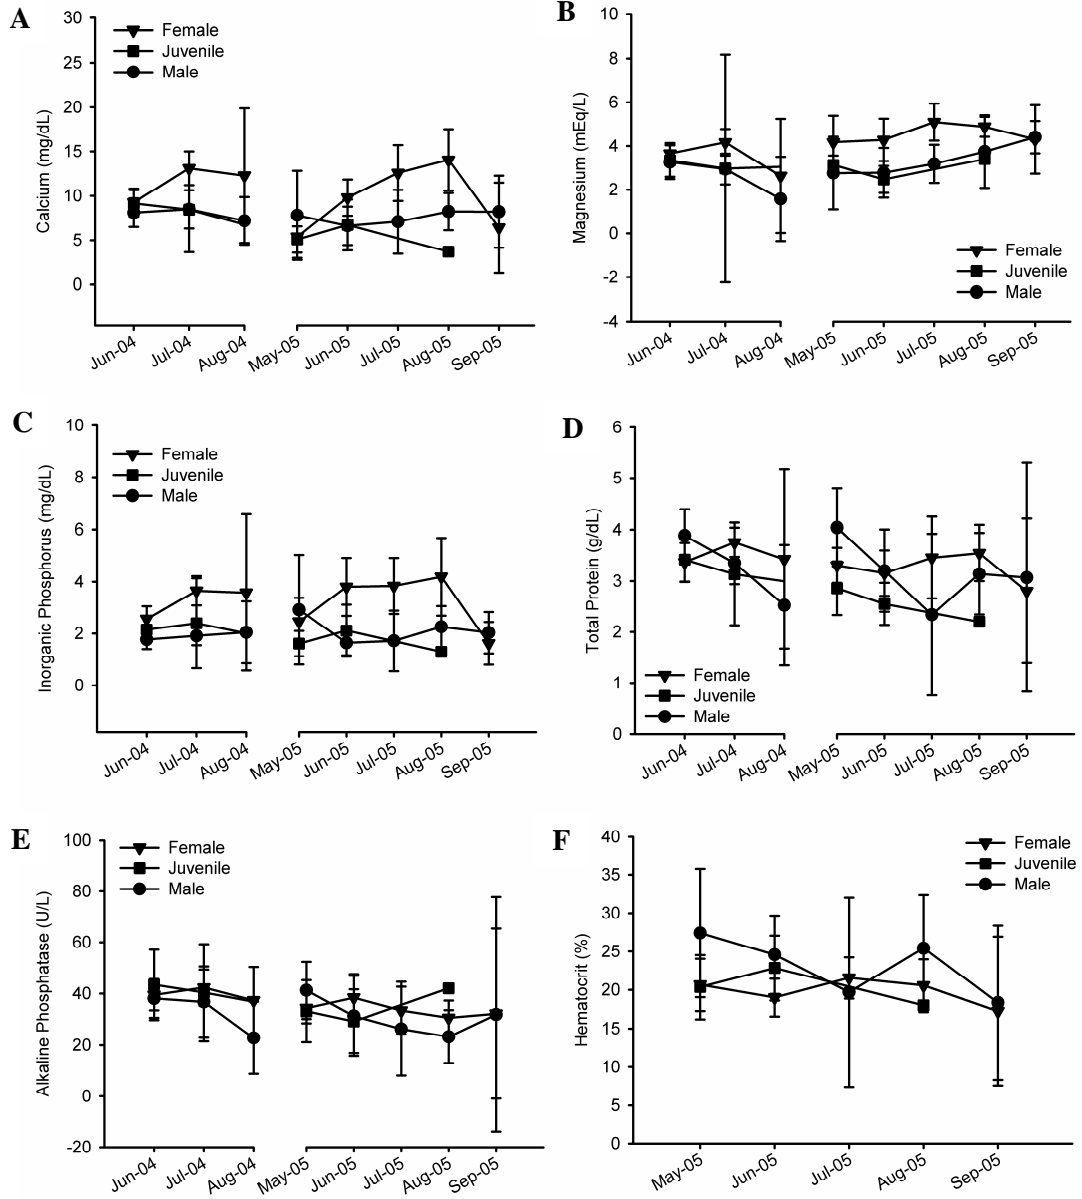 A
Calcium (mg/dL)
30
25
20
15
10
5
0
Female
Juvenile
Male
Jun-04
Jul-04
Aug-04
May-05
Jun-05
Jul-05
Aug-05
Sep-05
B
Magnesium (mEq/L)
10
8
6
4
2
0
-2
-4
Female
Juvenile
Male
Jun-04
Jul-04
Aug-04
May-05
Jun-05
Jul-05
Aug-05
Sep-05
C
Inorganic Phosphorus (mg/dL)
10
8
6
4
2
0
Female
Juvenile
Male
Jun-04
Jul-04
Aug-04
May-05
Jun-05
Jul-05
Aug-05
Sep-05
D
Total Protein (g/dL)
6
5
4
3
2
1
0
Female
Juvenile
Male
Jun-04
Jul-04
Aug-04
May-05
Jun-05
Jul-05
Aug-05
Sep-05
E
Alkaline Phosphatase (U/L)
100
80
60
40
20
0
-20
Female
Juvenile
Male
Jun-04
Jul-04
Aug-04
May-05
Jun-05
Jul-05
Aug-05
Sep-05
F
Hematocrit (%)
40
35
30
25
20
15
10
5
0
Female
Juvenile
Male
May-05
Jun-05
Jul-05
Aug-05
Sep-05